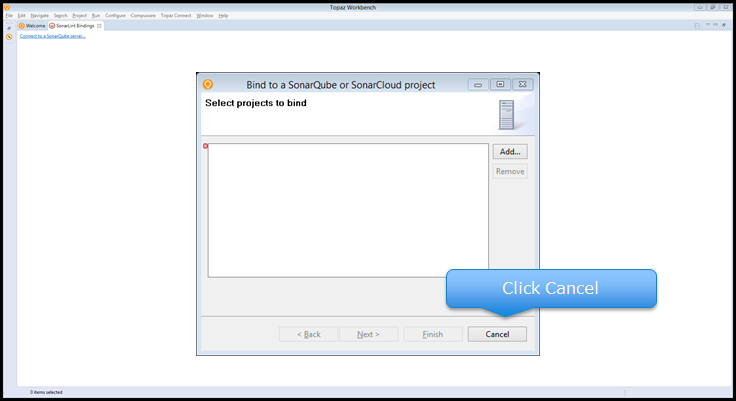 Topaz Workbench
File Edit Navigate Search Project Run Configure Compuware Topaz Connect Window Help
Welcome SonarLint Bindings
Connect to a SonarQube server...
Bind to a SonarQube or SonarCloud project
Select projects to bind
Add...
Remove
Click Cancel
< Back Next > Finish Cancel
0 items selected